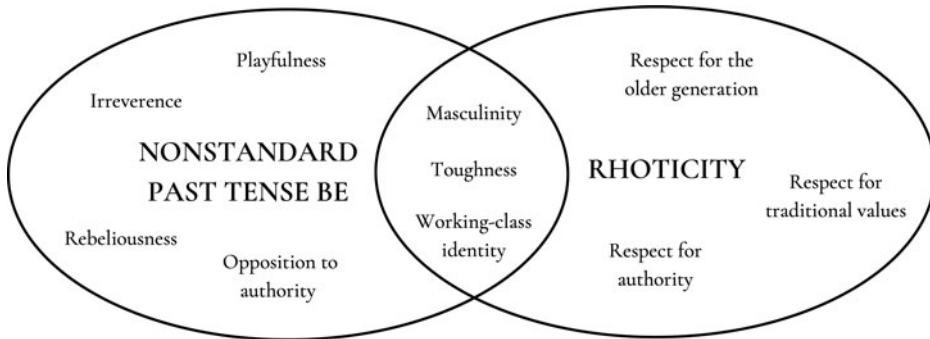 Playfulness
Irreverence
NONSTANDARD
PAST TENSE BE
Rebeliousness
Opposition to
authority
Masculinity
Toughness
Working-class
identity
Respect for the
older generation
RHOTICITY
Respect for
traditional values
Respect for
authority